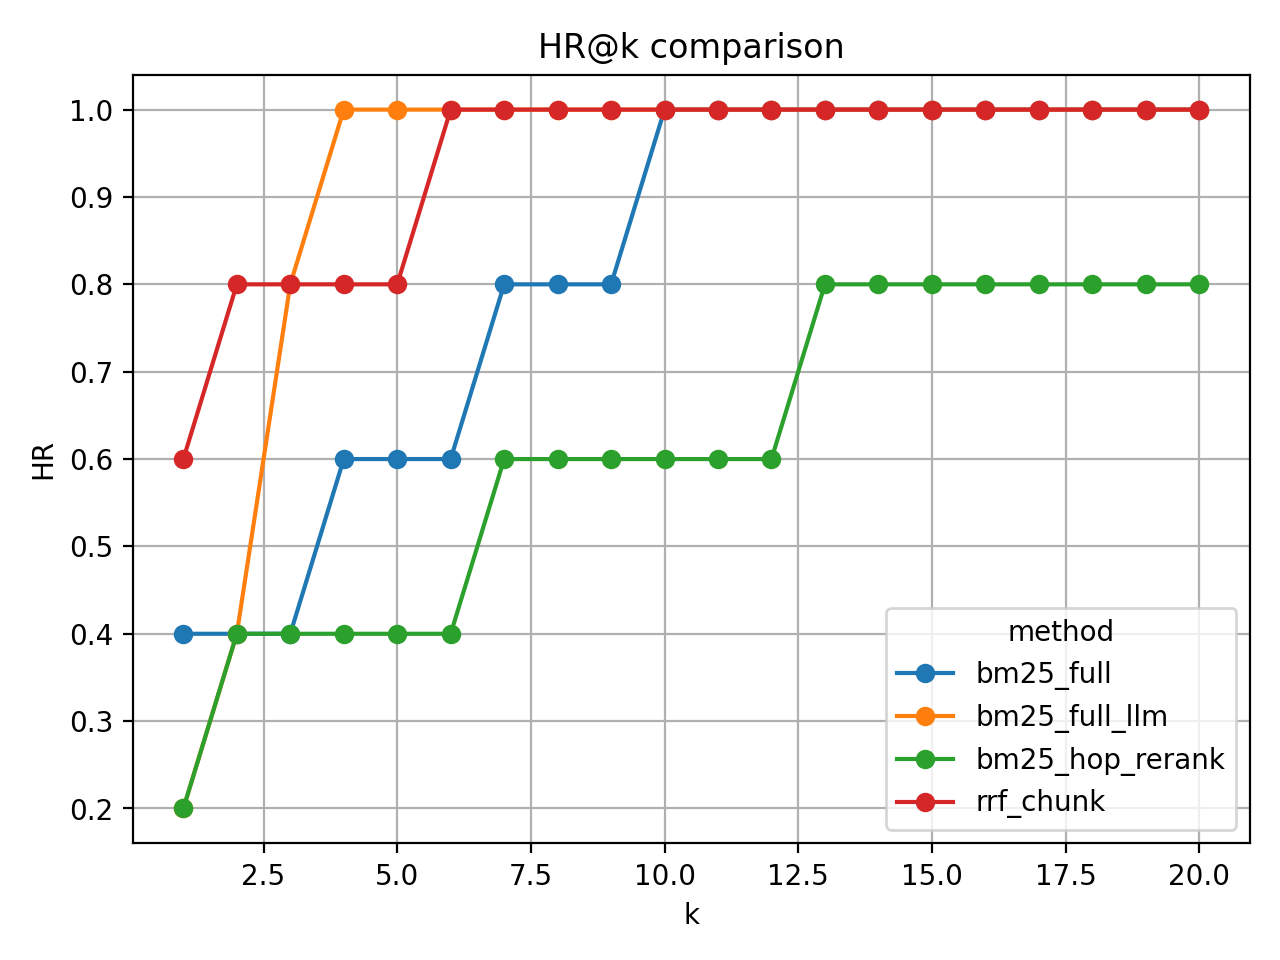 HR@k comparison
1.0
0.9
0.8
0.7
0.6
0.5
0.4
0.3
0.2
HR
method
bm25_full
bm25_full_llm
bm25_hop_rerank
rrf_chunk
2.5 5.0 7.5 10.0 12.5 15.0 17.5 20.0
k